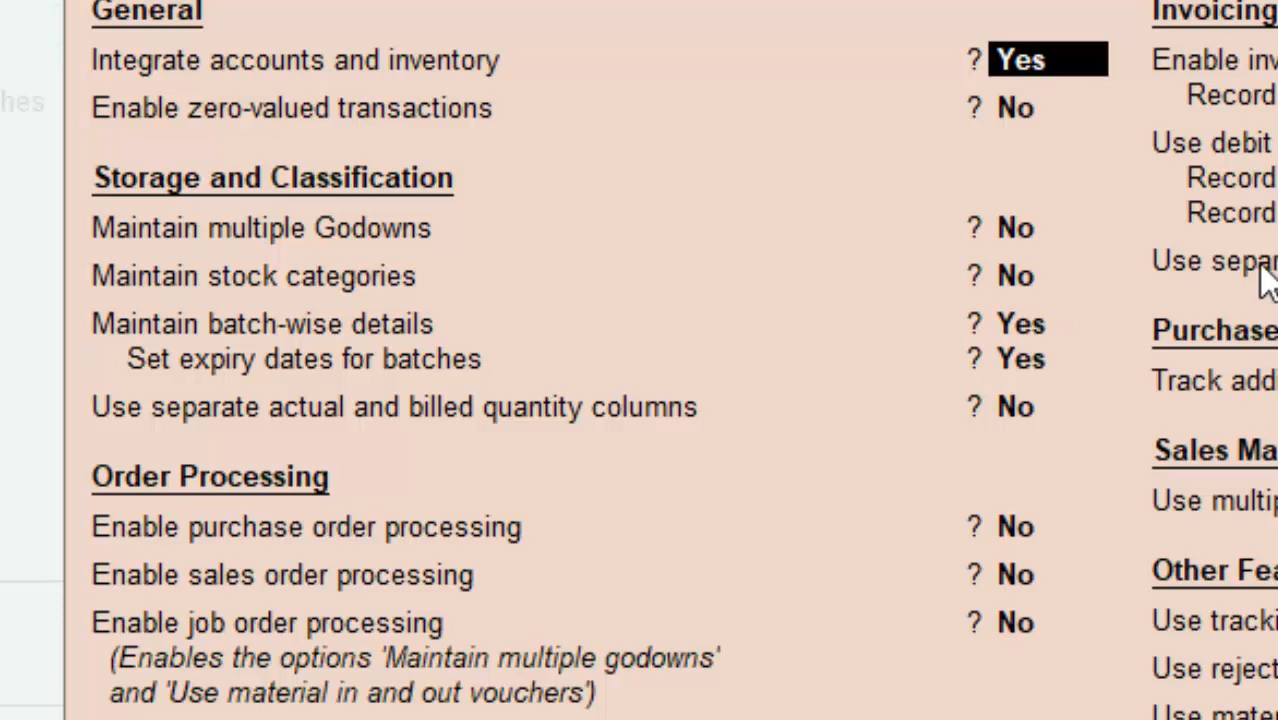 General
Integrate accounts and inventory ? Yes
Enable zero-valued transactions ? No
Storage and Classification
Maintain multiple Godowns ? No
Maintain stock categories ? No
Maintain batch-wise details ? Yes
Set expiry dates for batches ? Yes
Use separate actual and billed quantity columns ? No
Order Processing
Enable purchase order processing ? No
Enable sales order processing ? No
Enable job order processing ? No
(Enables the options 'Maintain multiple godowns'
and 'Use material in and out vouchers')
hes
Invoicing
Enable inv
Record
Use debit
Record
Record
Use separ
Purchase
Track addi
Sales Ma
Use multip
Other Fea
Use tracki
Use reject
Use mater